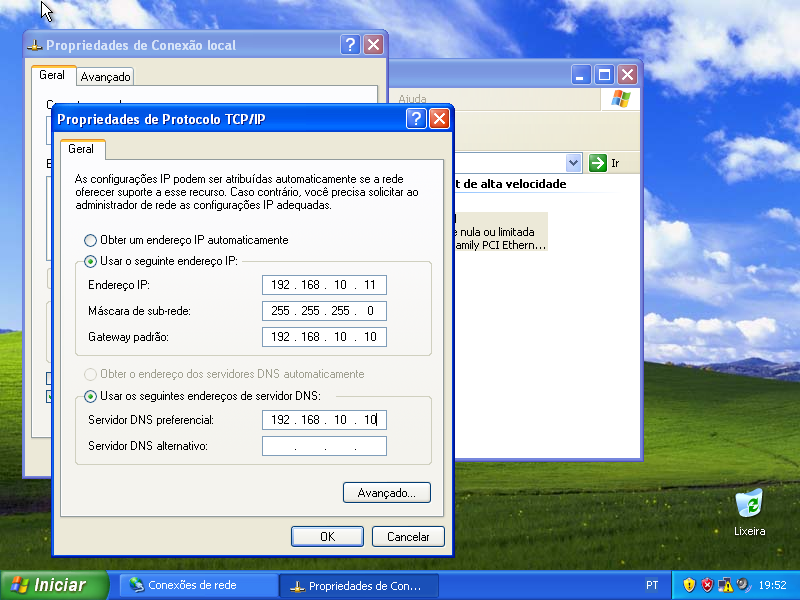 Propriedades de Conexão local
Geral
Avançado
Ajuda
Ir
t de alta velocidade
e nula ou limitada
amily PCI Ethern...
Propriedades de Protocolo TCP/IP
Geral
As configurações IP podem ser atribuídas automaticamente se a rede
oferecer suporte a esse recurso. Caso contrário, você precisa solicitar ao
administrador de rede as configurações IP adequadas.
Obter um endereço IP automaticamente
Usar o seguinte endereço IP:
Endereço IP: 192 . 168 . 10 . 11
Máscara de sub-rede: 255 . 255 . 255 . 0
Gateway padrão: 192 . 168 . 10 . 10
Obter o endereço dos servidores DNS automaticamente
Usar os seguintes endereços de servidor DNS:
Servidor DNS preferencial: 192 . 168 . 10 . 10
Servidor DNS alternativo: . . .
Avançado...
OK
Cancelar
Lixeira
Iniciar
Conexões de rede
Propriedades de Con...
PT
19:52